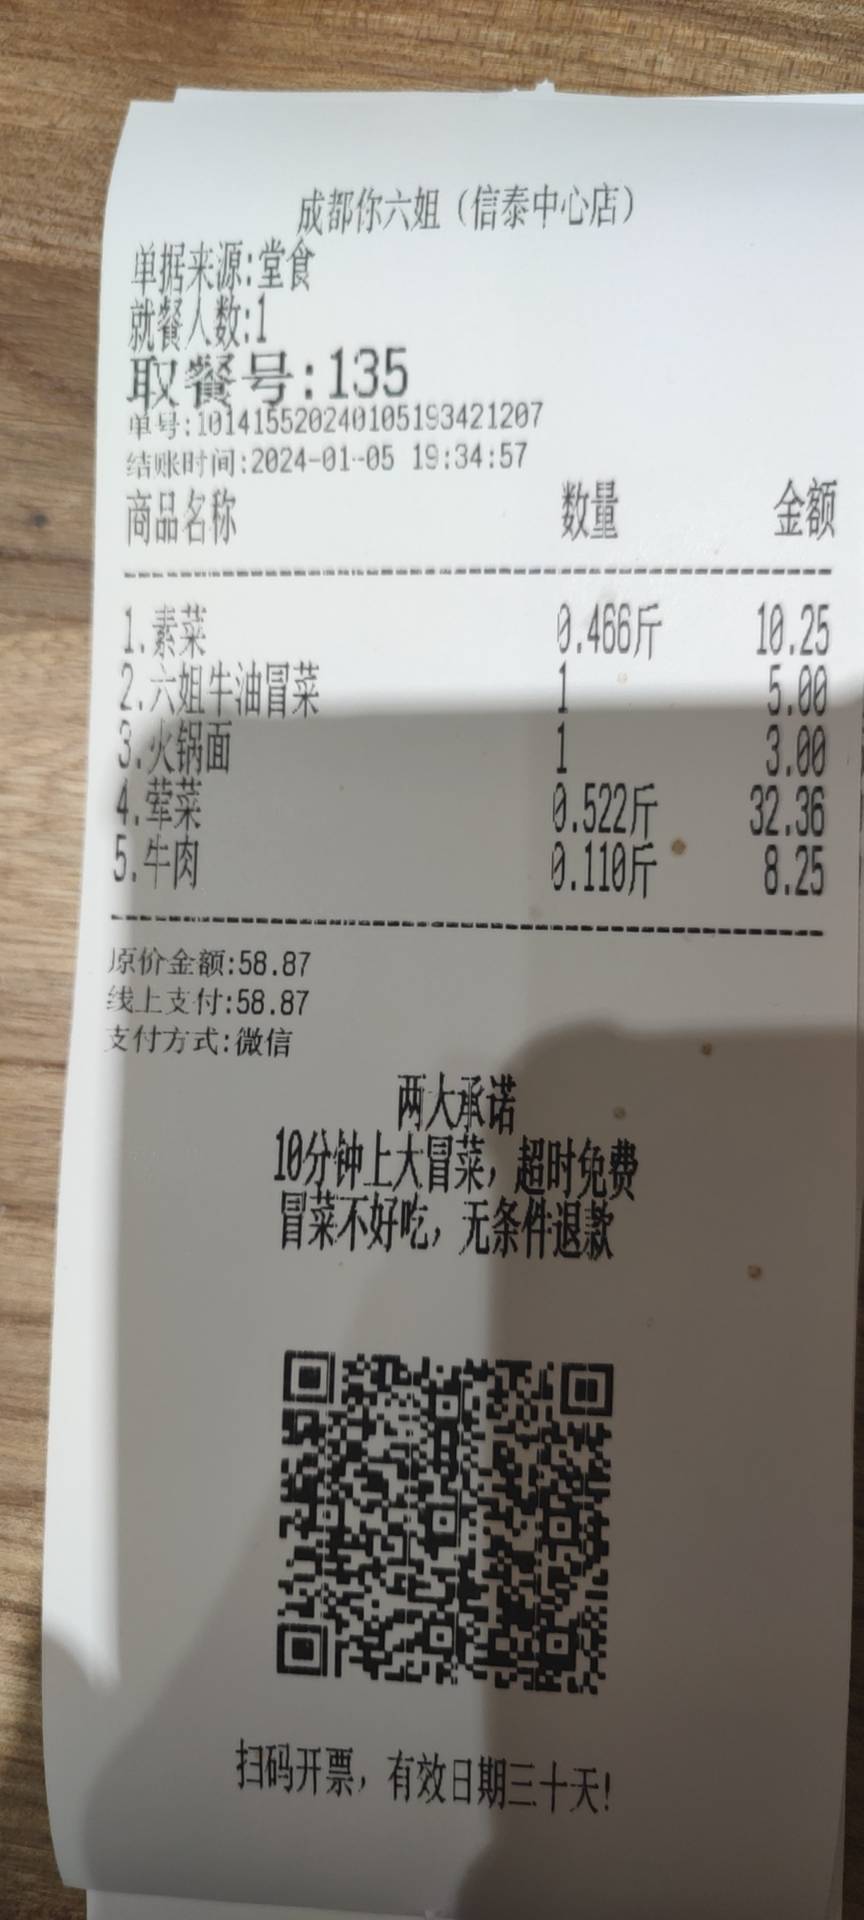 成都你六姐（信泰中心店）
单据来源:堂食
就餐人数:1
取餐号:135
单号:101415520240105193421207
结账时间:2024-01-05 19:34:57
商品名称 数量 金额
1.素菜 0.466斤 10.25
2.六姐牛油冒菜 1 5.00
3.火锅面 1 3.00
4.荤菜 0.522斤 32.36
5.牛肉 0.110斤 8.25
原价金额:58.87
线上支付:58.87
支付方式:微信
两大承诺
10分钟上大冒菜，超时免费
冒菜不好吃，无条件退款
扫码开票，有效日期三十天!